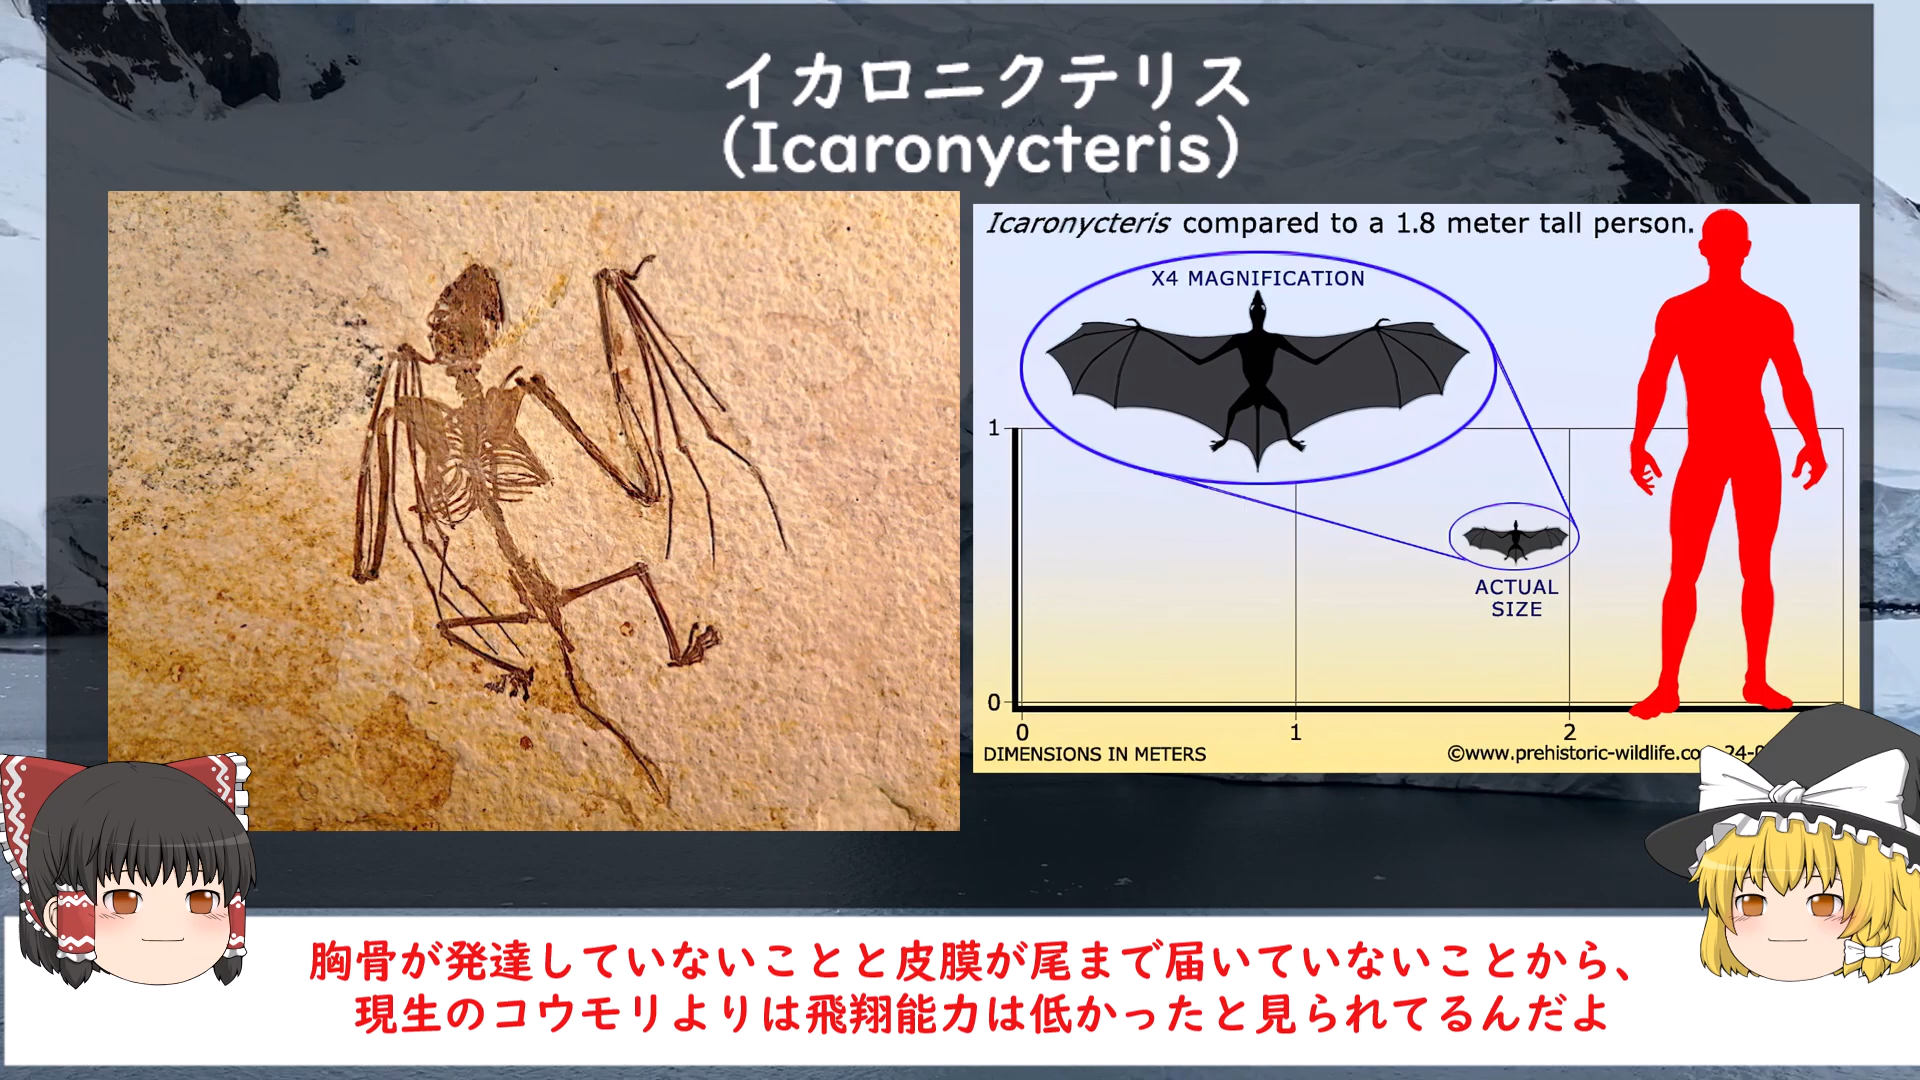 イカロニクテリス
(Icaronycteris)
Icaronycteris compared to a 1.8 meter tall person.
X4 MAGNIFICATION
1
ACTUAL
SIZE
0
0 1 2
DIMENSIONS IN METERS
©www.prehistoric-wildlife.co
胸骨が発達していないことと皮膜が尾まで届いていないことから、
現生のコウモリよりは飛翔能力は低かったと見られてるんだよ